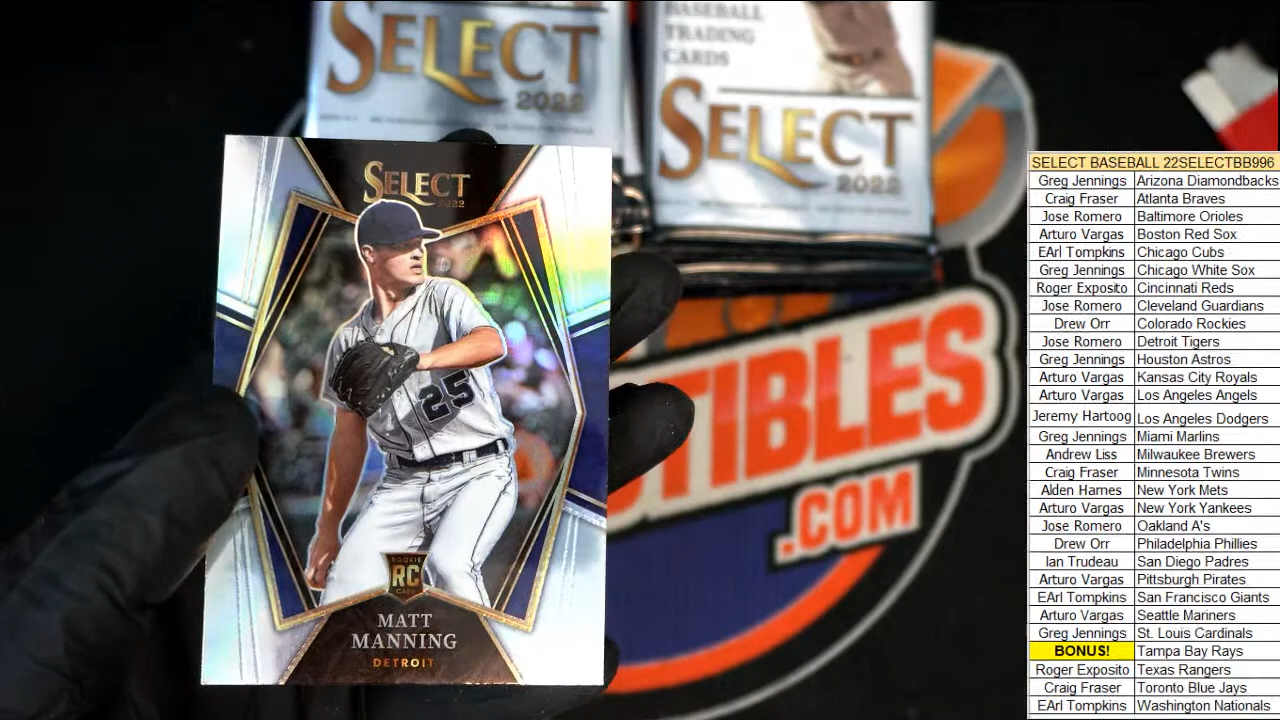 SELECT
2022
BASEBALL
TRADING
CARDS
SELECT
2022
SELECT
2022
25
ROOKIE
RC
CARD
MATT
MANNING
DETROIT
TIBLES
.COM
SELECT BASEBALL 22SELECTBB996
Greg Jennings Arizona Diamondbacks
Craig Fraser Atlanta Braves
Jose Romero Baltimore Orioles
Arturo Vargas Boston Red Sox
EArl Tompkins Chicago Cubs
Greg Jennings Chicago White Sox
Roger Exposito Cincinnati Reds
Jose Romero Cleveland Guardians
Drew Orr Colorado Rockies
Jose Romero Detroit Tigers
Greg Jennings Houston Astros
Arturo Vargas Kansas City Royals
Arturo Vargas Los Angeles Angels
Jeremy Hartoog Los Angeles Dodgers
Greg Jennings Miami Marlins
Andrew Liss Milwaukee Brewers
Craig Fraser Minnesota Twins
Alden Hames New York Mets
Arturo Vargas New York Yankees
Jose Romero Oakland A's
Drew Orr Philadelphia Phillies
Ian Trudeau San Diego Padres
Arturo Vargas Pittsburgh Pirates
EArl Tompkins San Francisco Giants
Arturo Vargas Seattle Mariners
Greg Jennings St. Louis Cardinals
BONUS! Tampa Bay Rays
Roger Exposito Texas Rangers
Craig Fraser Toronto Blue Jays
EArl Tompkins Washington Nationals